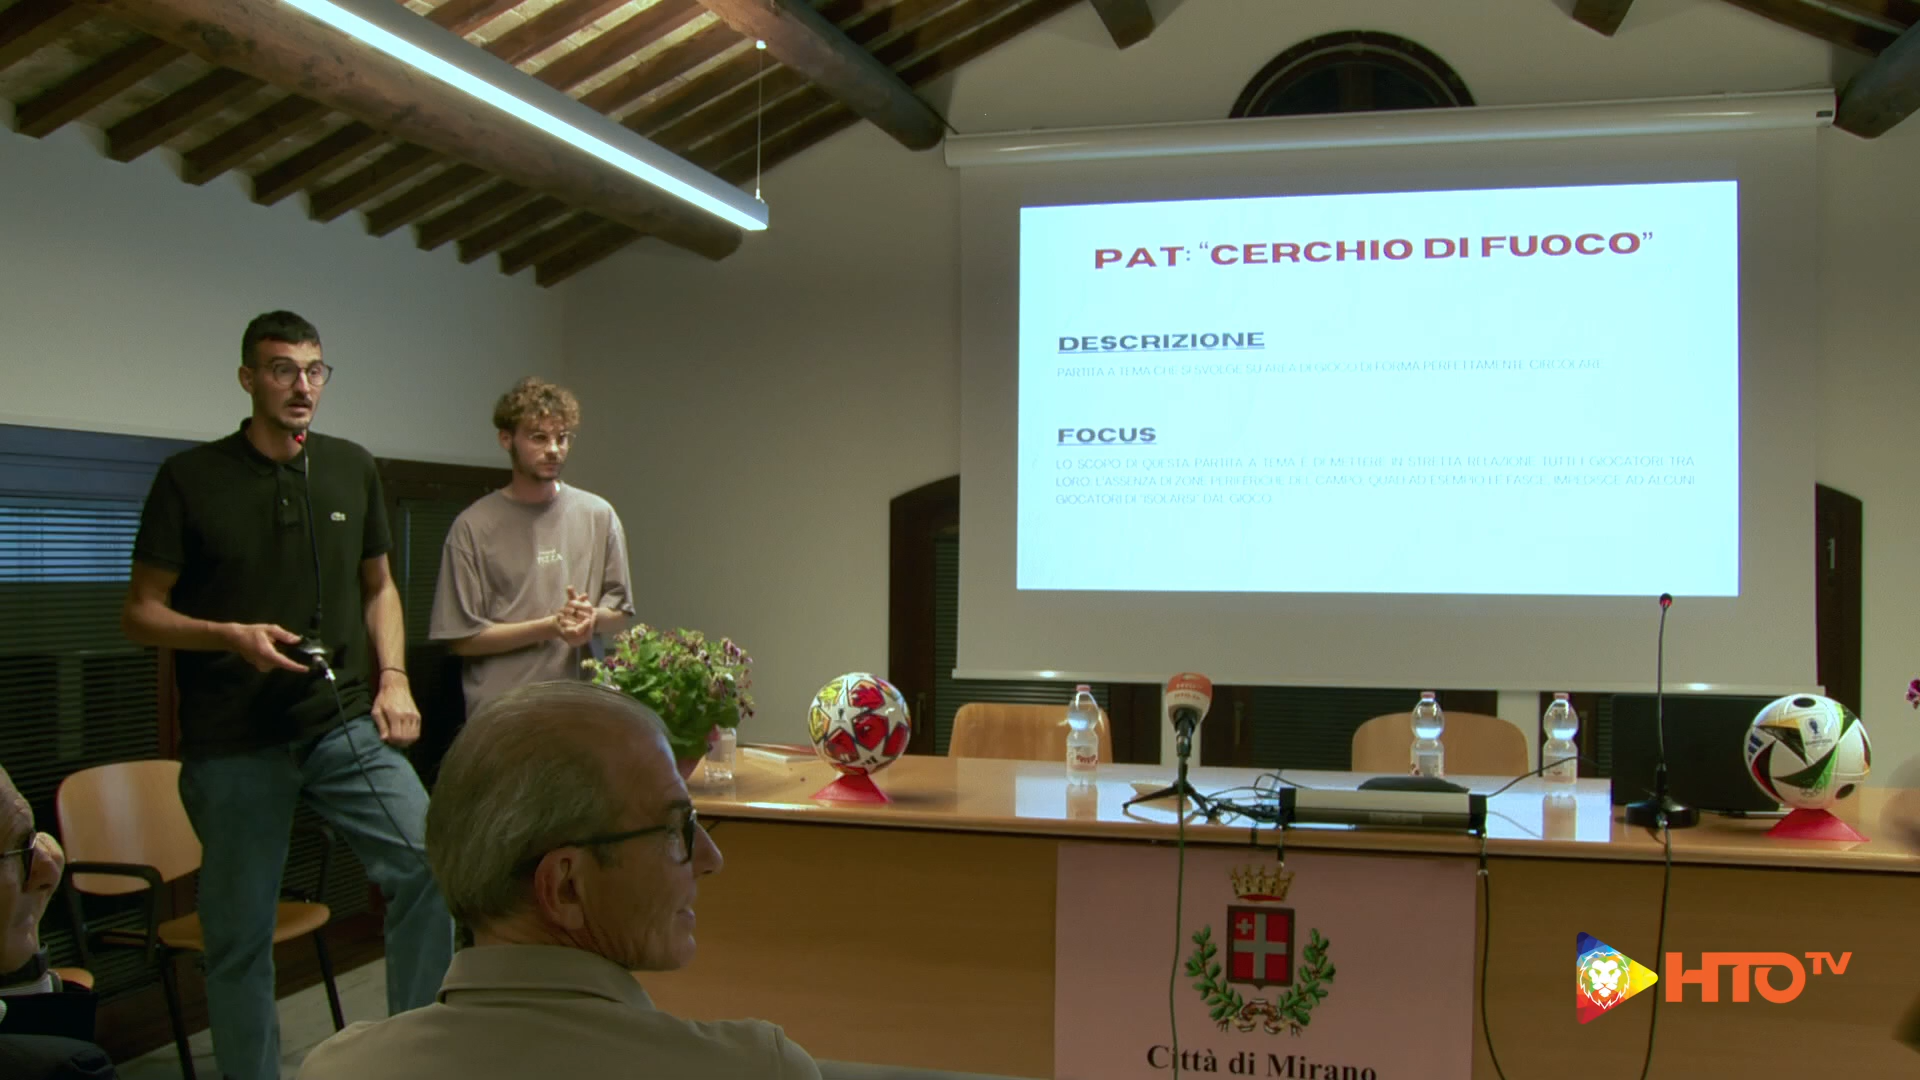 PAT: “CERCHIO DI FUOCO”
DESCRIZIONE
PARTITA A TEMA CHE SI SVOLGE SU AREA DI GIOCO DI FORMA PERFETTAMENTE CIRCOLARE
FOCUS
LO SCOPO DI QUESTA PARTITA A TEMA È DI METTERE IN STRETTA RELAZIONE TUTTI I GIOCATORI TRA
LORO. L'ASSENZA DI ZONE PERIFERICHE DEL CAMPO, QUALI AD ESEMPIO LE FASCE, IMPEDISCE AD ALCUNI
GIOCATORI DI "ISOLARSI" DAL GIOCO
PIZZA
Città di Mirano
HTO TV